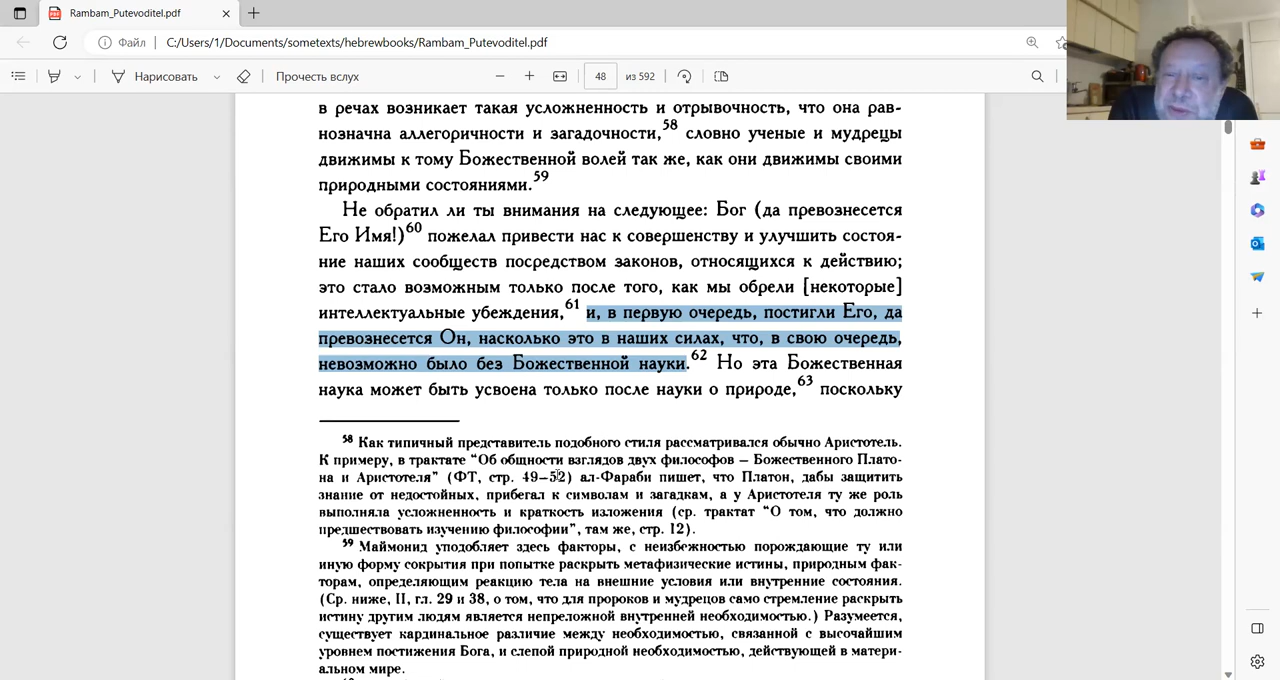 Rambam_Putevoditel.pdf
Файл
C:/Users/1/Documents/sometexts/hebrewbooks/Rambam_Putevoditel.pdf
Нарисовать
Прочесть вслух
48 из 592
в речах возникает такая усложненность и отрывочность, что она рав-
нозначна аллегоричности и загадочности,58 словно ученые и мудрецы
движимы к тому Божественной волей так же, как они движимы своими
природными состояниями.59
Не обратил ли ты внимания на следующее: Бог (да превознесется
Его Имя!)60 пожелал привести нас к совершенству и улучшить состоя-
ние наших сообществ посредством законов, относящихся к действию;
это стало возможным только после того, как мы обрели [некоторые]
интеллектуальные убеждения,61 и, в первую очередь, постигли Его, да
превознесется Он, насколько это в наших силах, что, в свою очередь,
невозможно было без Божественной науки.62 Но эта Божественная
наука может быть усвоена только после науки о природе,63 поскольку
58 Как типичный представитель подобного стиля рассматривался обычно Аристотель.
К примеру, в трактате “Об общности взглядов двух философов – Божественного Плато-
на и Аристотеля” (ФТ, стр. 49–52) ал-Фараби пишет, что Платон, дабы защитить
знание от недостойных, прибегал к символам и загадкам, а у Аристотеля ту же роль
выполняла усложненность и краткость изложения (ср. трактат “О том, что должно
предшествовать изучению философии”, там же, стр. 12).
59 Маймонид уподобляет здесь факторы, с неизбежностью порождающие ту или
иную форму сокрытия при попытке раскрыть метафизические истины, природным фак-
торам, определяющим реакцию тела на внешние условия или внутренние состояния.
(Ср. ниже, II, гл. 29 и 38, о том, что для пророков и мудрецов само стремление раскрыть
истину другим людям является непреложной внутренней необходимостью.) Разумеется,
существует кардинальное различие между необходимостью, связанной с высочайшим
уровнем постижения Бога, и слепой природной необходимостью, действующей в матери-
альном мире.